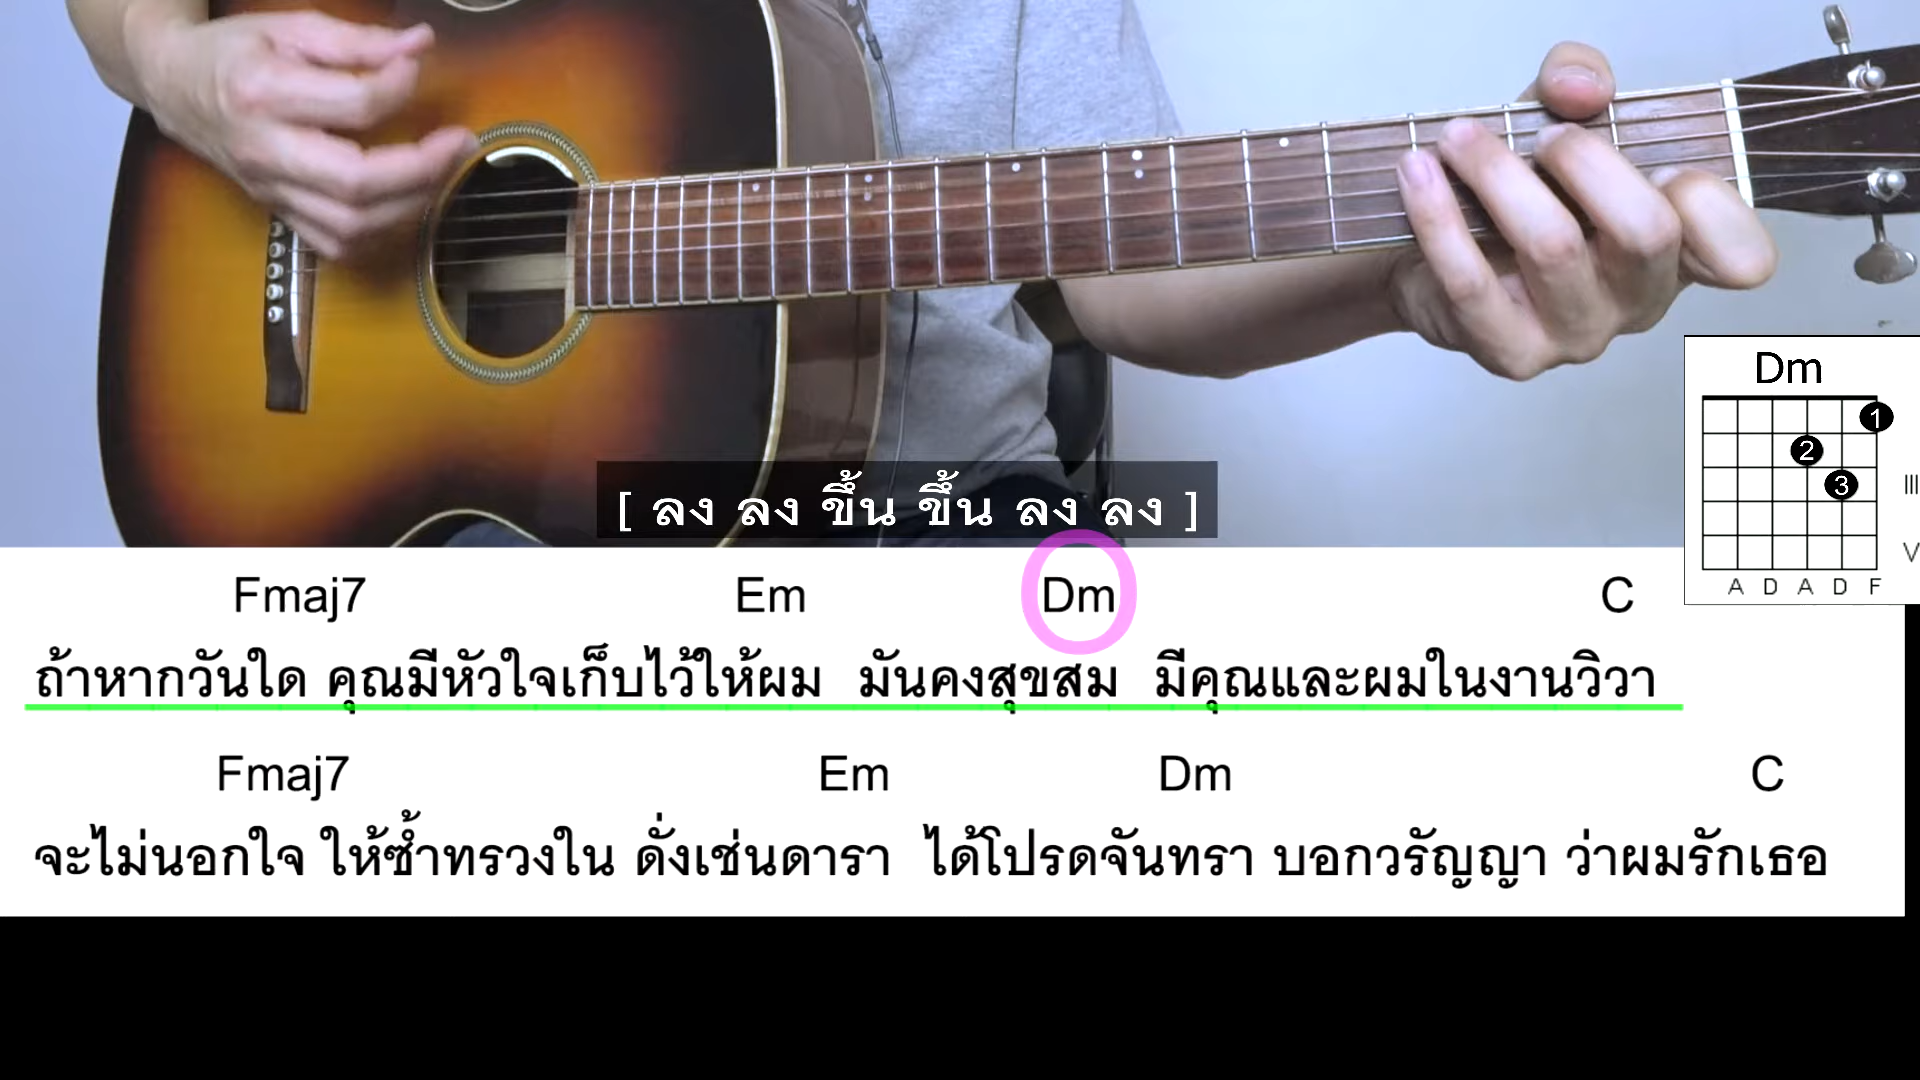 [ ลง ลง ขึ้น ขึ้น ลง ลง ]
Dm
1
2
3
III
V
A D A D F
Fmaj7 Em Dm C
ถ้าหากวันใด คุณมีหัวใจเก็บไว้ให้ผม มันคงสุขสม มีคุณและผมในงานวิวา
Fmaj7 Em Dm C
จะไม่นอกใจ ให้ซ้ำทรวงใน ดั่งเช่นดารา ได้โปรดจันทรา บอกวรัญญา ว่าผมรักเธอ